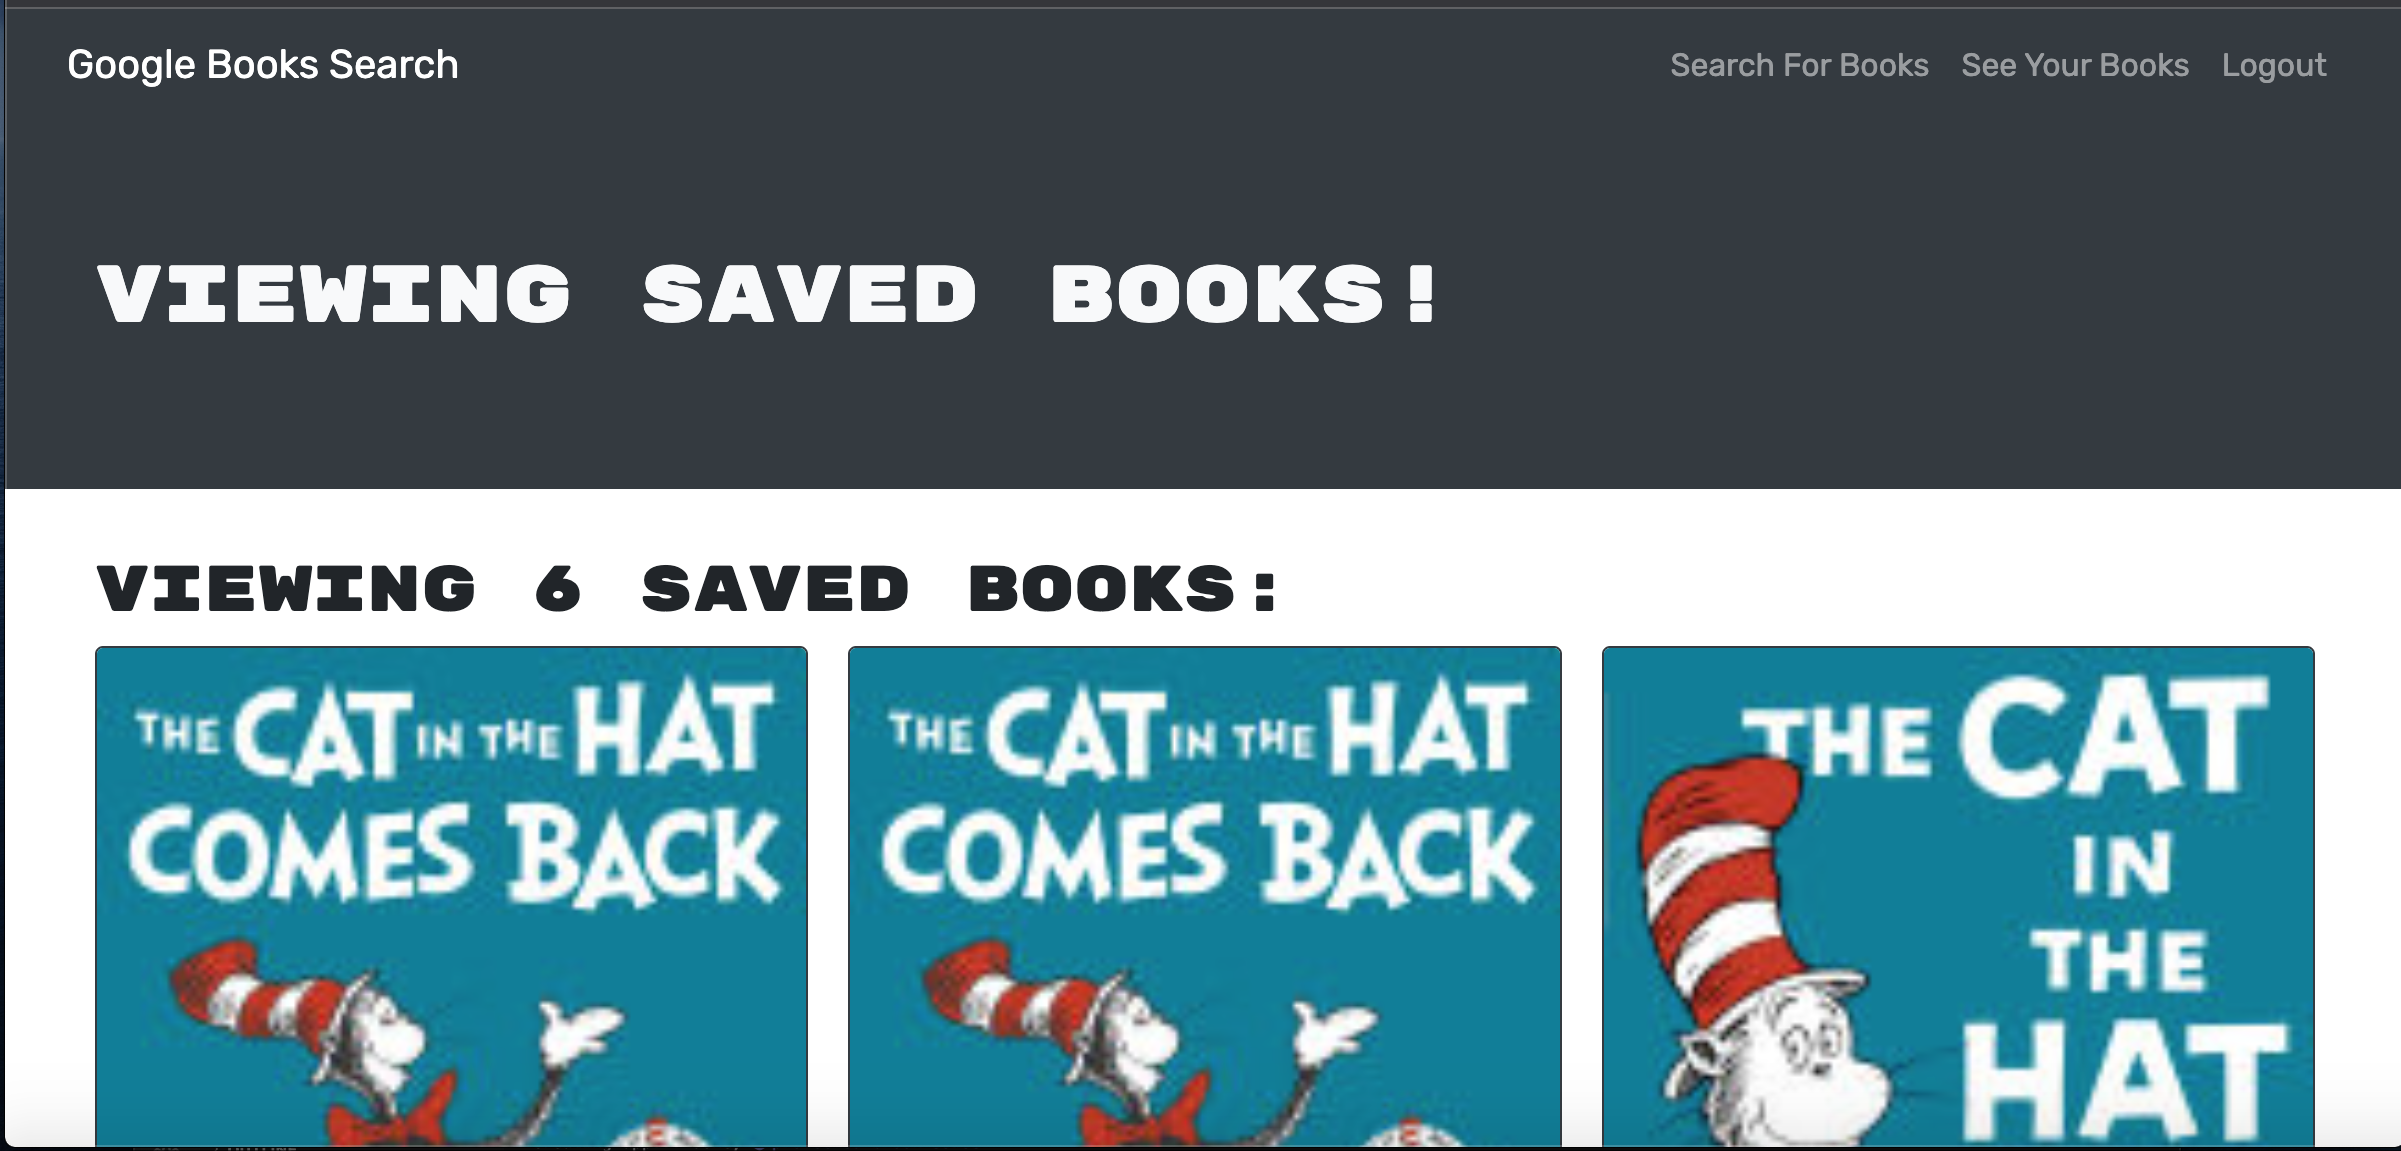 Google Books Search
Search For Books See Your Books Logout
VIEWING SAVED BOOKS!
VIEWING 6 SAVED BOOKS:
THE CAT IN THE HAT
COMES BACK
THE CAT IN THE HAT
COMES BACK
THE CAT
IN
THE
HAT